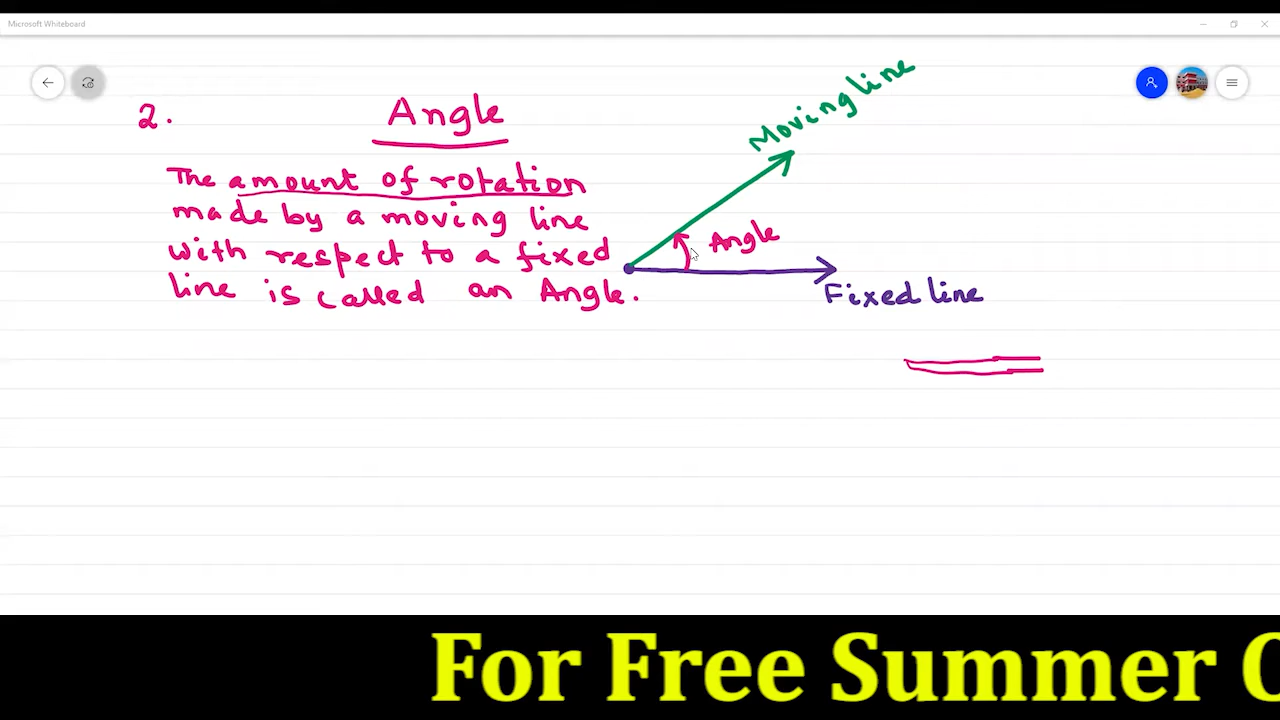 Microsoft Whiteboard
2.
Angle
The amount of rotation
made by a moving line
with respect to a fixed
line is called an Angle.
Moving line
Angle
Fixed line
For Free Summer